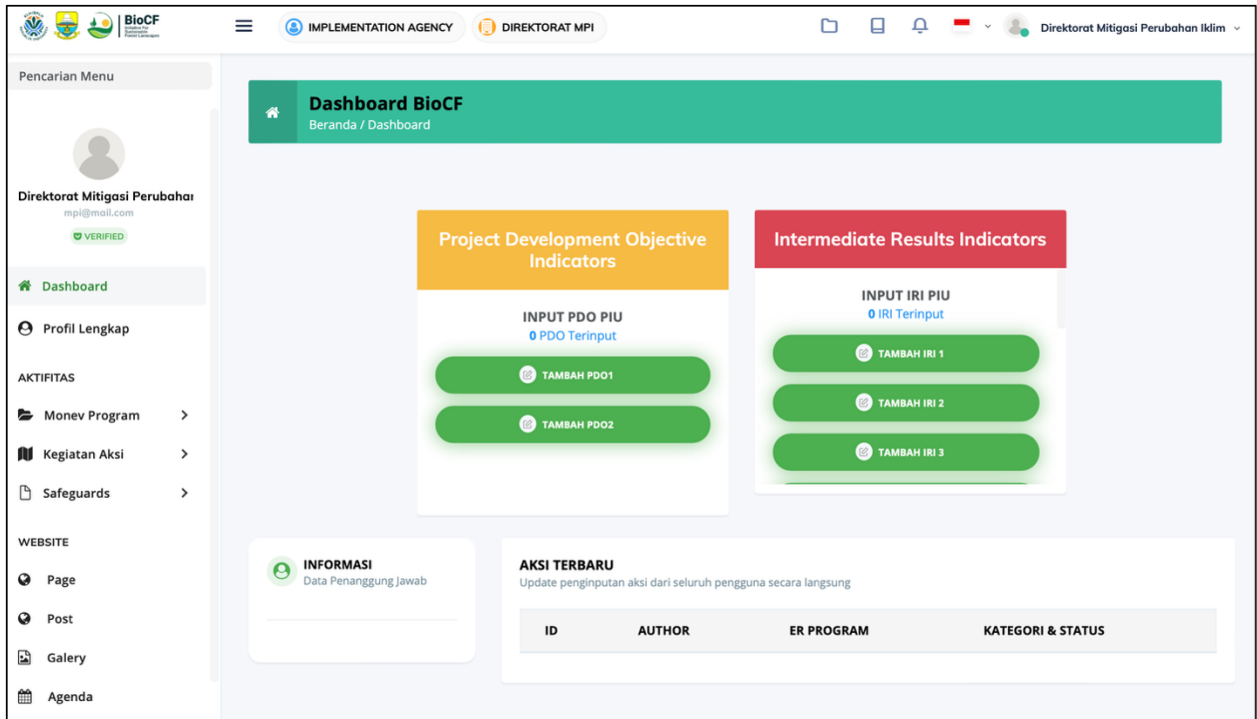 BioCF
IMPLEMENTATION AGENCY
DIREKTORAT MPI
Direktorat Mitigasi Perubahan Iklim
Pencarian Menu
Direktorat Mitigasi Perubahan
mpi@mail.com
VERIFIED
Dashboard
Profil Lengkap
AKTIFITAS
Monev Program
Kegiatan Aksi
Safeguards
WEBSITE
Page
Post
Galery
Agenda
Dashboard BioCF
Beranda / Dashboard
Project Development Objective
Indicators
INPUT PDO PIU
0 PDO Terinput
TAMBAH PDO1
TAMBAH PDO2
Intermediate Results Indicators
INPUT IRI PIU
0 IRI Terinput
TAMBAH IRI 1
TAMBAH IRI 2
TAMBAH IRI 3
INFORMASI
Data Penanggung Jawab
AKSI TERBARU
Update penginputan aksi dari seluruh pengguna secara langsung
ID AUTHOR ER PROGRAM KATEGORI & STATUS